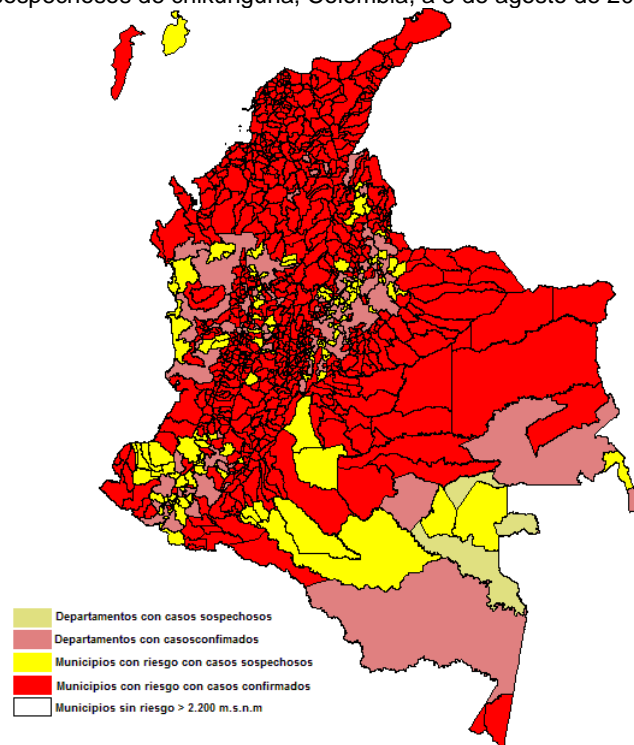 sospechosos de chikunguña, Colombia, a 8 de agosto de 20
Departamentos con casos sospechosos
Departamentos con casosconfimados
Municipios con riesgo con casos sospechosos
Municipios con riesgo con casos confirmados
Municipios sin riesgo > 2.200 m.s.n.m